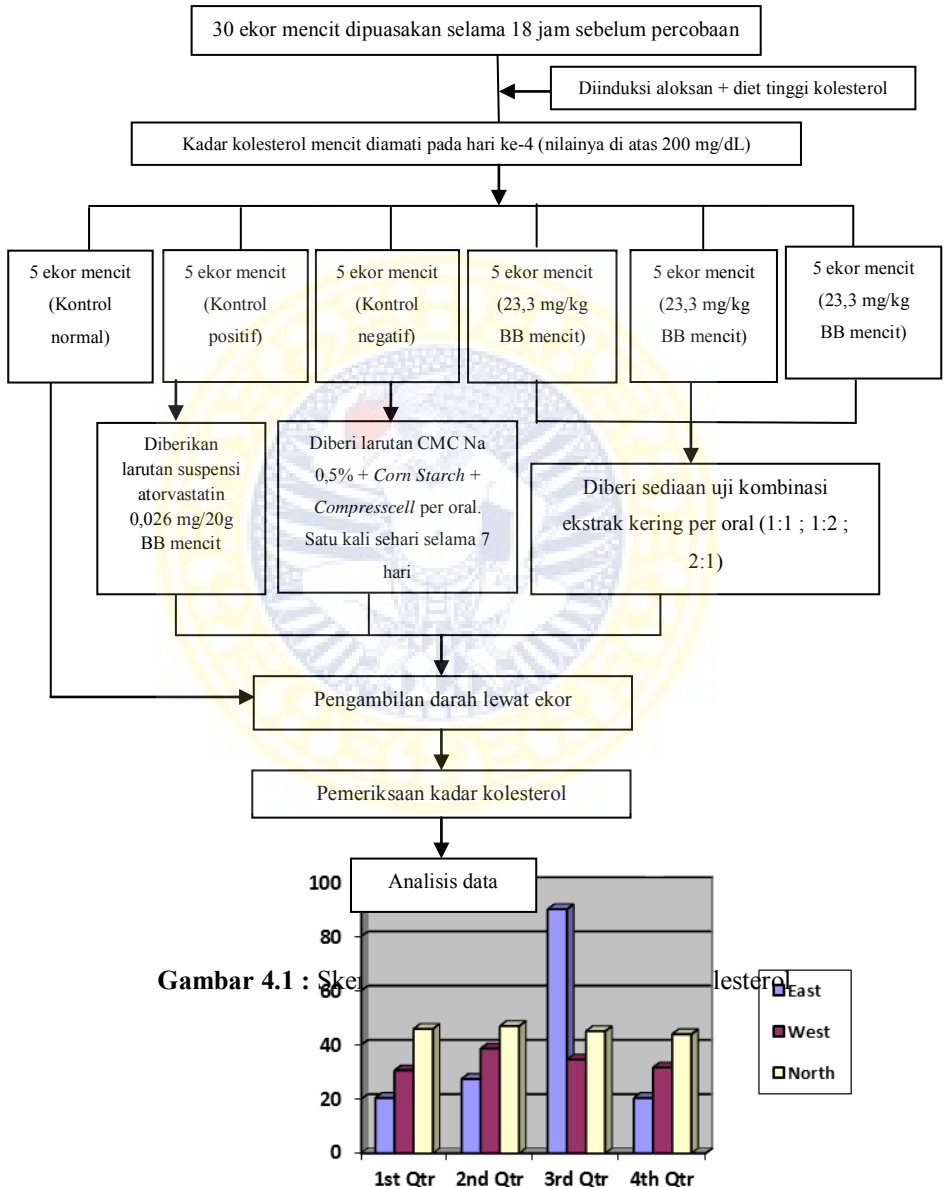 30 ekor mencit dipuasakan selama 18 jam sebelum percobaan
Diinduksi aloksan + diet tinggi kolesterol
Kadar kolesterol mencit diamati pada hari ke-4 (nilainya di atas 200 mg/dL)
5 ekor mencit
(Kontrol
normal)
5 ekor mencit
(Kontrol
positif)
5 ekor mencit
(Kontrol
negatif)
5 ekor mencit
(23,3 mg/kg
BB mencit)
5 ekor mencit
(23,3 mg/kg
BB mencit)
5 ekor mencit
(23,3 mg/kg
BB mencit)
Diberikan
larutan suspensi
atorvastatin
0,026 mg/20g
BB mencit
Diberi larutan CMC Na
0,5% + Corn Starch +
Compresscell per oral.
Satu kali sehari selama 7
hari
Diberi sediaan uji kombinasi
ekstrak kering per oral (1:1 ; 1:2 ;
2:1)
Pengambilan darah lewat ekor
Pemeriksaan kadar kolesterol
Analisis data
Gambar 4.1 :
100
80
60
40
20
0
1st Qtr 2nd Qtr 3rd Qtr 4th Qtr
East
West
North